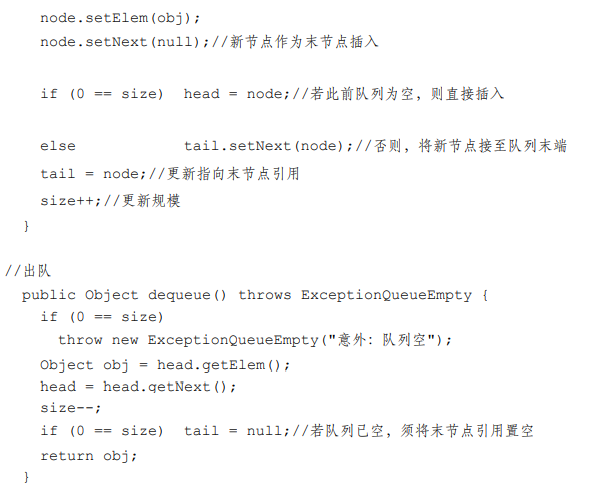 node.setElem(obj);
node.setNext(null);//新节点作为末节点插入
if (0 == size)  head = node;//若此前队列为空，则直接插入
else            tail.setNext(node);//否则，将新节点接至队列末端
tail = node;//更新指向末节点引用
size++;//更新规模
}
//出队
public Object dequeue() throws ExceptionQueueEmpty {
if (0 == size)
throw new ExceptionQueueEmpty("意外：队列空");
Object obj = head.getElem();
head = head.getNext();
size--;
if (0 == size)  tail = null;//若队列已空，须将末节点引用置空
return obj;
}